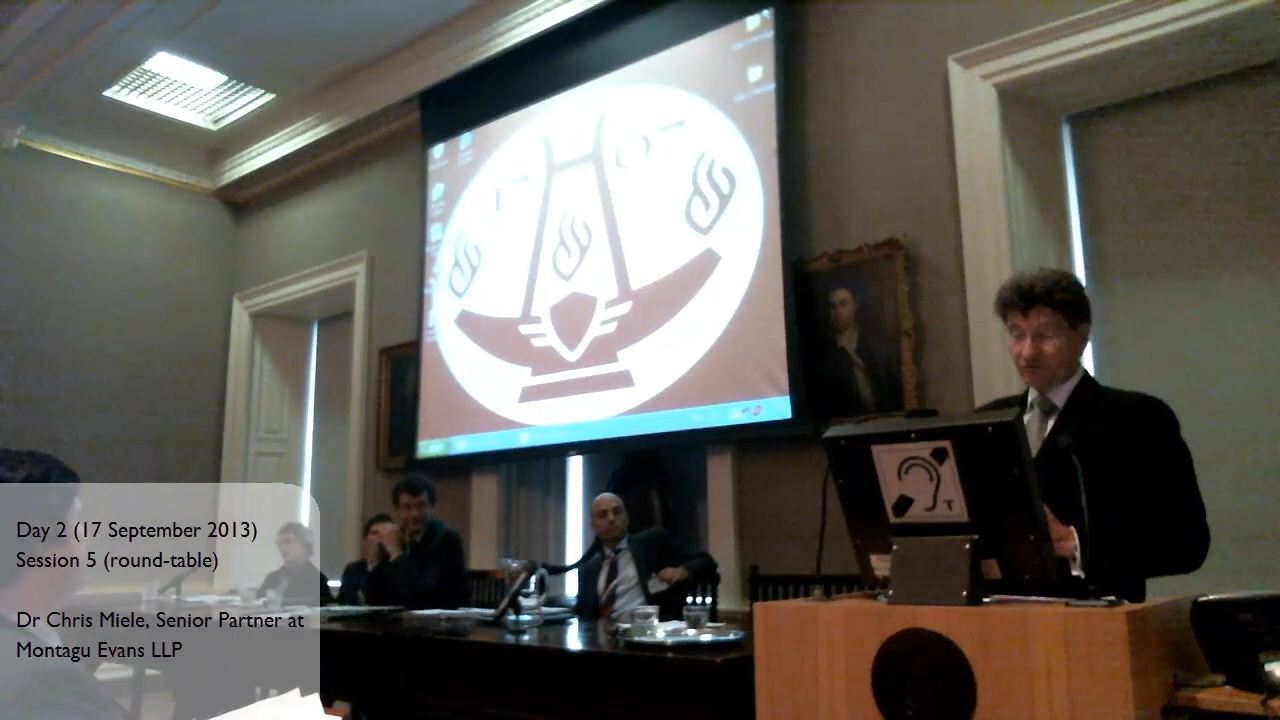 Day 2 (17 September 2013)
Session 5 (round-table)
Dr Chris Miele, Senior Partner at
Montagu Evans LLP
T